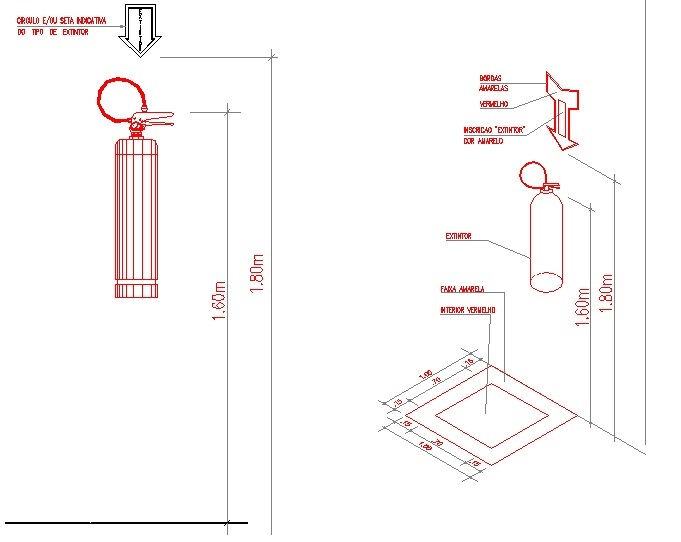 CIRCULO E/OU SETA INDICATIVA
DO TIPO DE EXTINTOR
EXTINTOR
1.60m
1.80m
BORDAS
AMARELAS
VERMELHO
INSCRICAO "EXTINTOR"
COR AMARELO
EXTINTOR
1.60m
1.80m
FAIXA AMARELA
INTERIOR VERMELHO
1.00
.15
.70
.15
.15
.70
.15
1.00